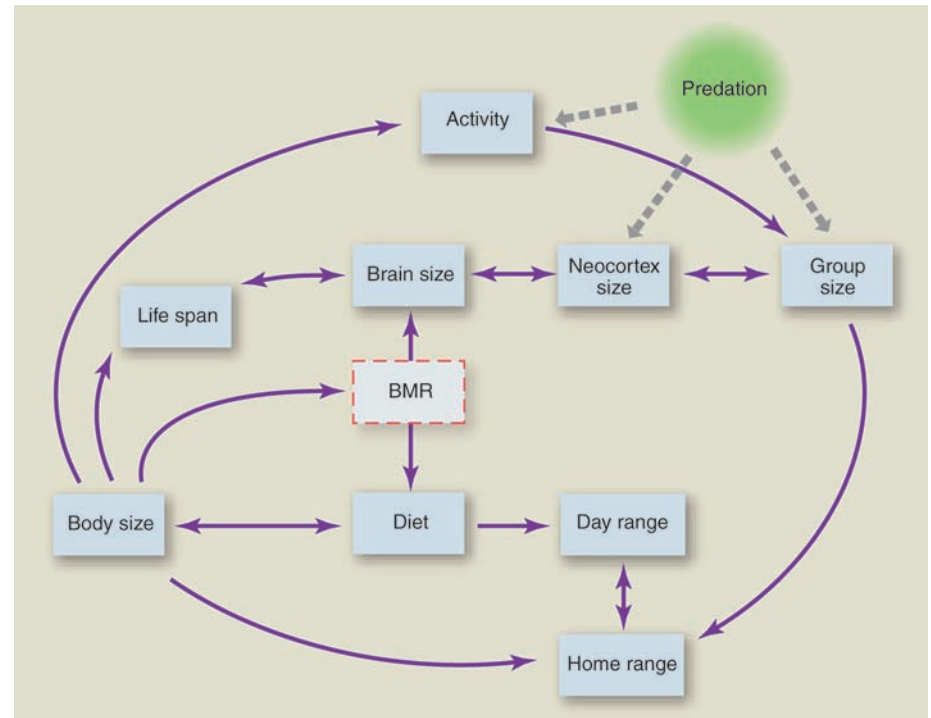 Predation
Activity
Brain size
Neocortex
size
Group
size
Life span
BMR
Body size
Diet
Day range
Home range